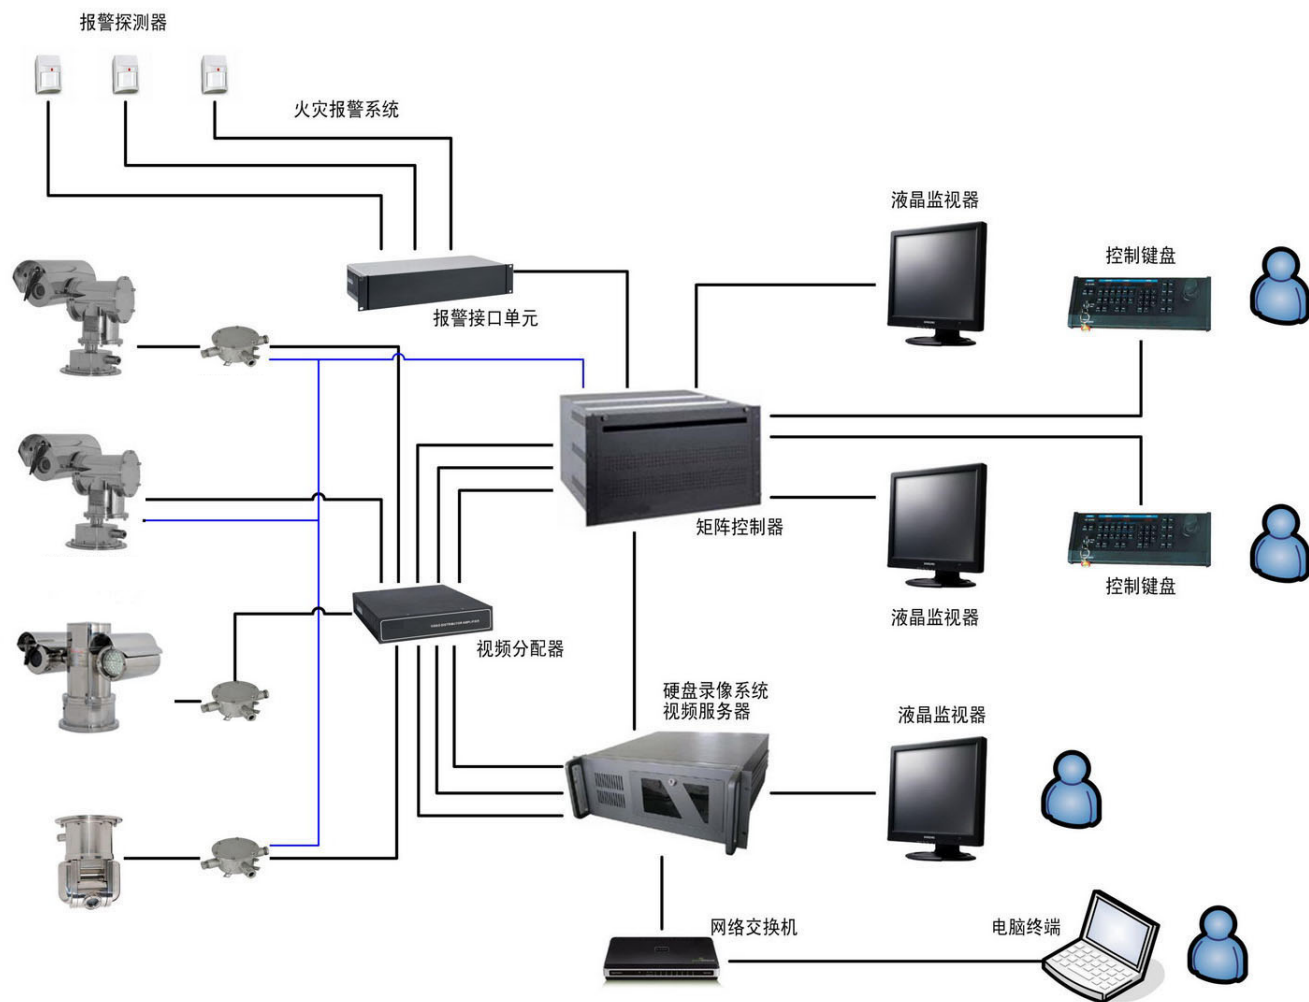 报警探测器
火灾报警系统
液晶监视器
控制键盘
报警接口单元
矩阵控制器
控制键盘
液晶监视器
视频分配器
硬盘录像系统
视频服务器
液晶监视器
网络交换机
电脑终端